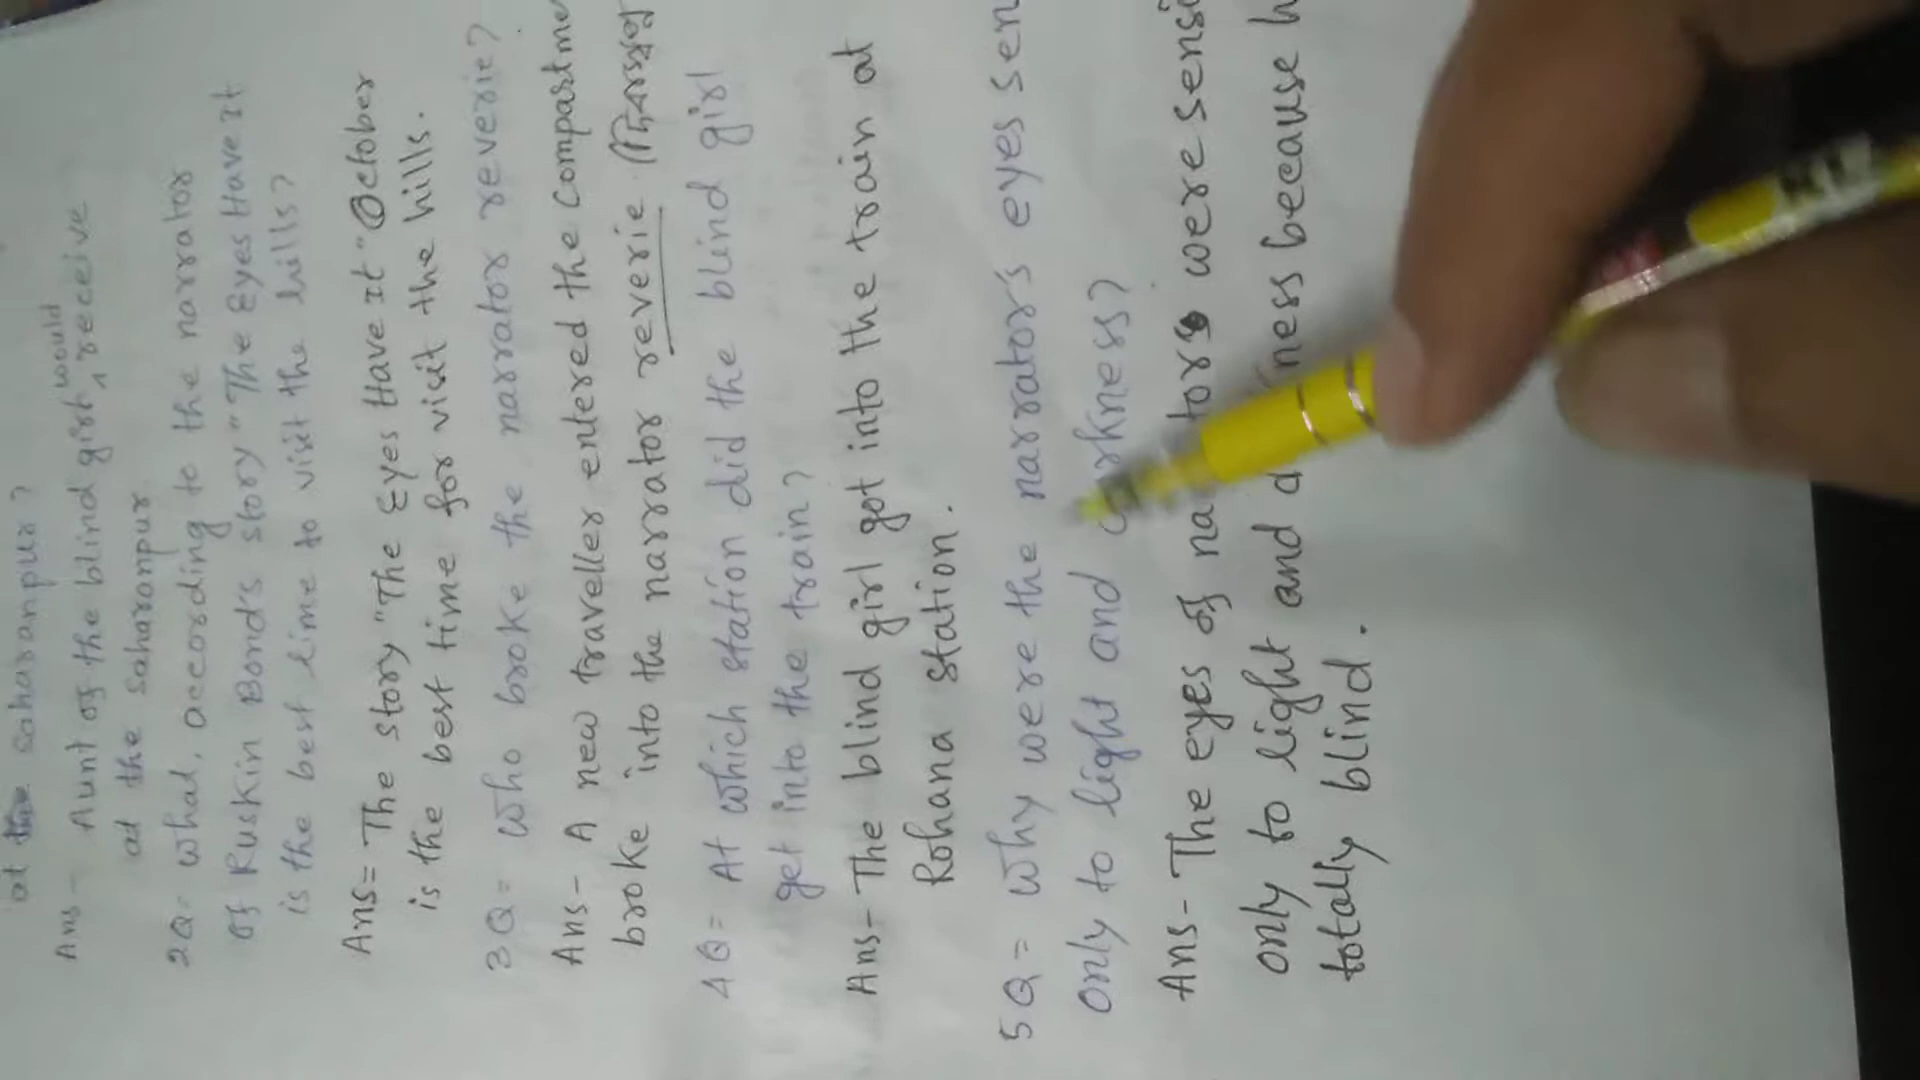 at the saharanpur?
Ans- Aunt of the blind girl would receive
at the saharonpur
2Q= What, according to the narrator
of Ruskin Bond's story "The Eyes Have It
is the best time to visit the hills?
Ans= The story "The Eyes Have It" October
is the best time for visit the hills.
3Q= Who broke the narrator reverie?
Ans- A new traveller entered the compartme
broke into the narrator reverie
4Q= At which station did the blind girl
get into the train?
Ans- The blind girl got into the train at
Rohana station.
5Q= Why were the narrator's eyes sen
only to light and darkness?
Ans- The eyes of were sensi
only to light and because h
totally blind.